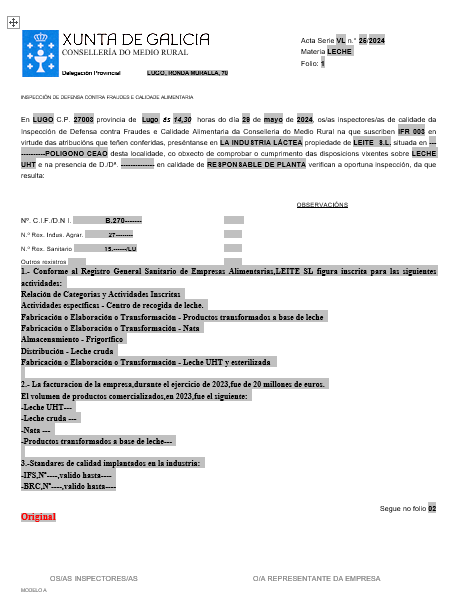 XUNTA DE GALICIA
CONSELLERÍA DO MEDIO RURAL
Delegación Provincial LUGO, RONDA MURALLA, 70
Acta Serie VL n.° 26/2024
Materia LECHE
Folio: 1
INSPECCIÓN DE DEFENSA CONTRA FRAUDES E CALIDADE ALIMENTARIA
En LUGO C.P. 27003 provincia de Lugo ás 14,30 horas do día 29 de mayo de 2024, os/as inspectores/as de calidade da
Inspección de Defensa contra Fraudes e Calidade Alimentaria da Consellería do Medio Rural na que suscriben IFR 003 en
virtude das atribucións que teñen conferidas, preséntanse en LA INDUSTRIA LÁCTEA propiedade de LEITE S.L, situada en ---
-----------POLIGONO CEAO desta localidade, co obxecto de comprobar o cumprimento das disposicions vixentes sobre LECHE
UHT e na presencia de D./Dª. -------------- en calidade de RESPONSABLE DE PLANTA verifican a oportuna inspección, da que
resulta:
OBSERVACIÓNS
Nº. C.I.F./D.N I. B.270-------
N.º Rex. Indus. Agrar. 27--------
N.º Rex. Sanitario 15.------/LU
Outros rexistros
1.- Conforme al Registro General Sanitario de Empresas Alimentarias,LEITE SL figura inscrita para las siguientes
actividades:
Relación de Categorías y Actividades Inscritas
Actividades específicas - Centro de recogida de leche.
Fabricación o Elaboración o Transformación - Productos transformados a base de leche
Fabricación o Elaboración o Transformación - Nata
Almacenamiento - Frigorífico
Distribución - Leche cruda
Fabricación o Elaboración o Transformación - Leche UHT y esterilizada
2.- La facturacion de la empresa,durante el ejercicio de 2023,fue de 20 millones de euros.
El volumen de productos comercializados,en 2023,fue el siguiente:
-Leche UHT---
-Leche cruda ---
-Nata ---
-Productos transformados a base de leche---
3.-Standares de calidad implantados en la industria:
-IFS,Nº----,valido hasta----
-BRC,Nº----,valido hasta----
Segue no folio 02
Original
OS/AS INSPECTORES/AS O/A REPRESENTANTE DA EMPRESA
MODELO A